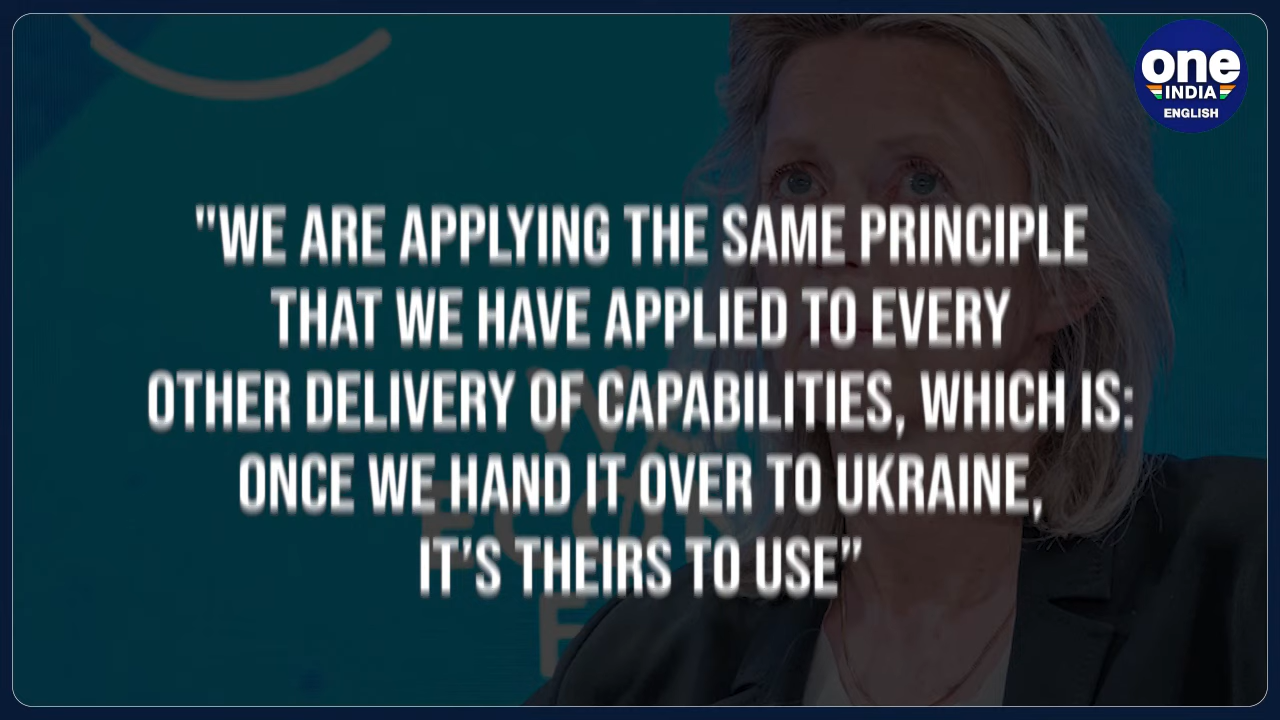 one
INDIA
ENGLISH
"WE ARE APPLYING THE SAME PRINCIPLE
THAT WE HAVE APPLIED TO EVERY
OTHER DELIVERY OF CAPABILITIES, WHICH IS:
ONCE WE HAND IT OVER TO UKRAINE,
IT'S THEIRS TO USE”